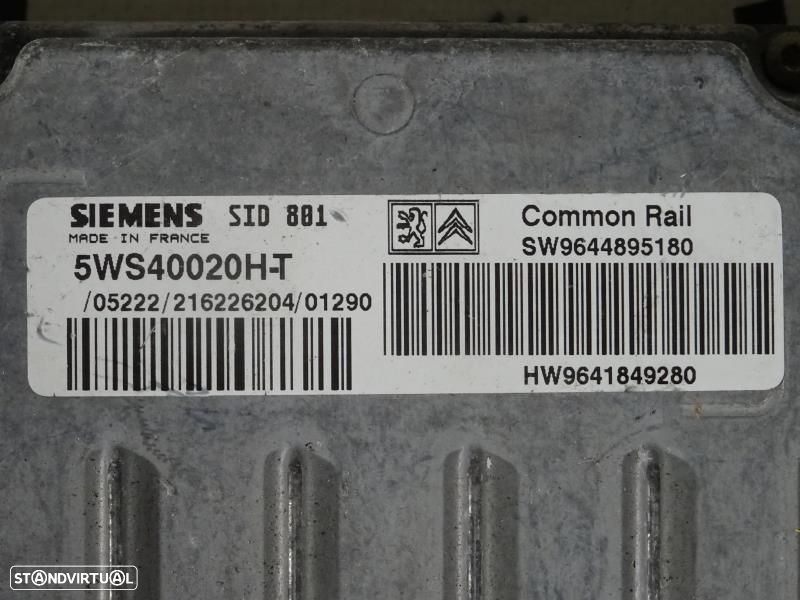 SIEMENS SID 801
MADE IN FRANCE
5WS40020H-T
/05222/216226204/01290
Common Rail
SW9644895180
HW9641849280
STANDVIRTUAL